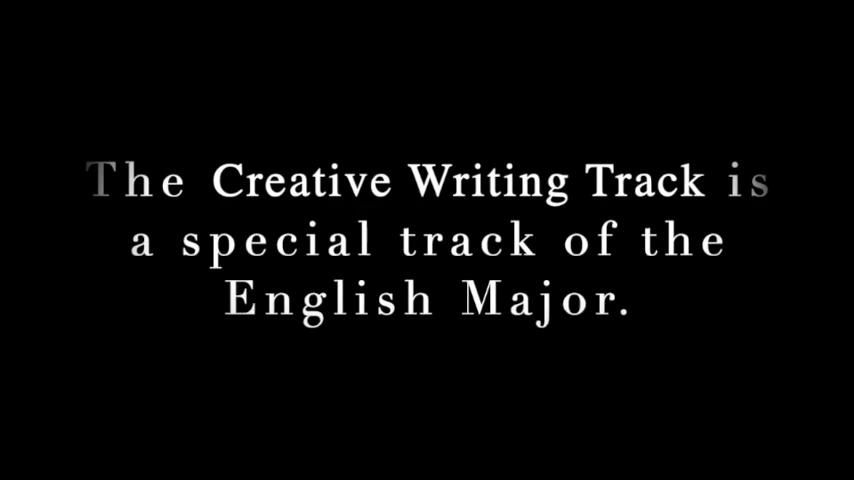 The Creative Writing Track is
a special track of the
English Major.